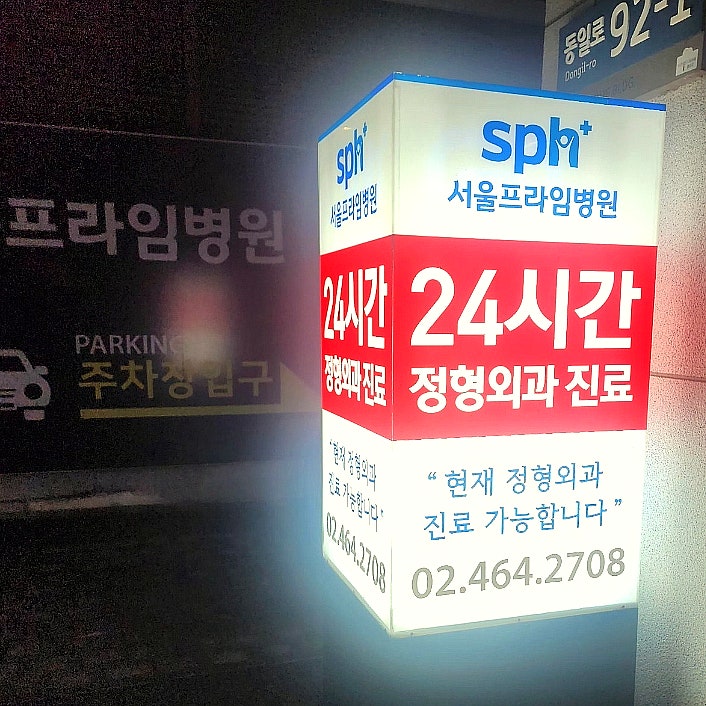 동일로 92-1
Dongil-ro
프라임병원
PARKING
주차장입구
sph+
서울프라임병원
24시간
정형외과 진료
"현재 정형외과
진료 가능합니다"
02.464.2708
sph+
서울프라임병원
24시간
정형외과 진료
“ 현재 정형외과
진료 가능합니다 ”
02.464.2708